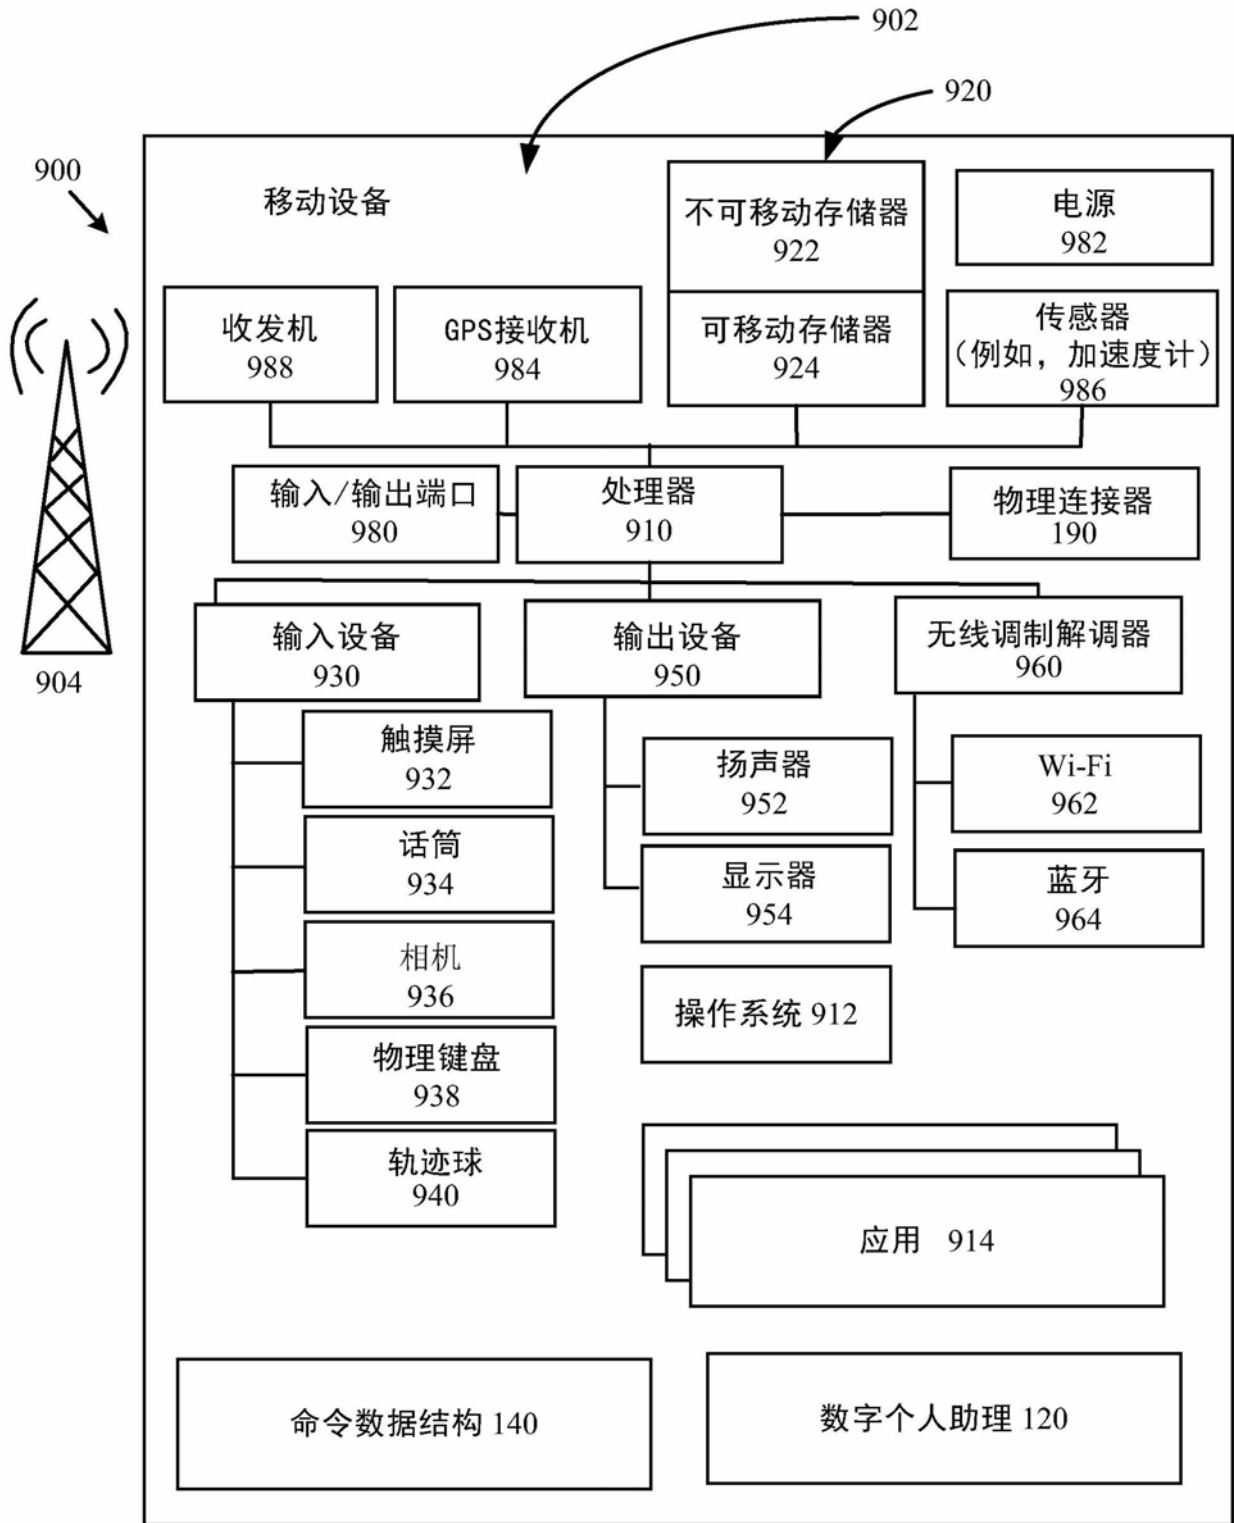 902
920
900
移动设备
不可移动存储器
922
电源
982
收发机
988
GPS接收机
984
可移动存储器
924
传感器
(例如，加速度计)
986
输入/输出端口
980
处理器
910
物理连接器
190
输入设备
930
输出设备
950
无线调制解调器
960
904
触摸屏
932
扬声器
952
Wi-Fi
962
话筒
934
显示器
954
蓝牙
964
相机
936
操作系统 912
物理键盘
938
轨迹球
940
应用 914
命令数据结构 140
数字个人助理 120